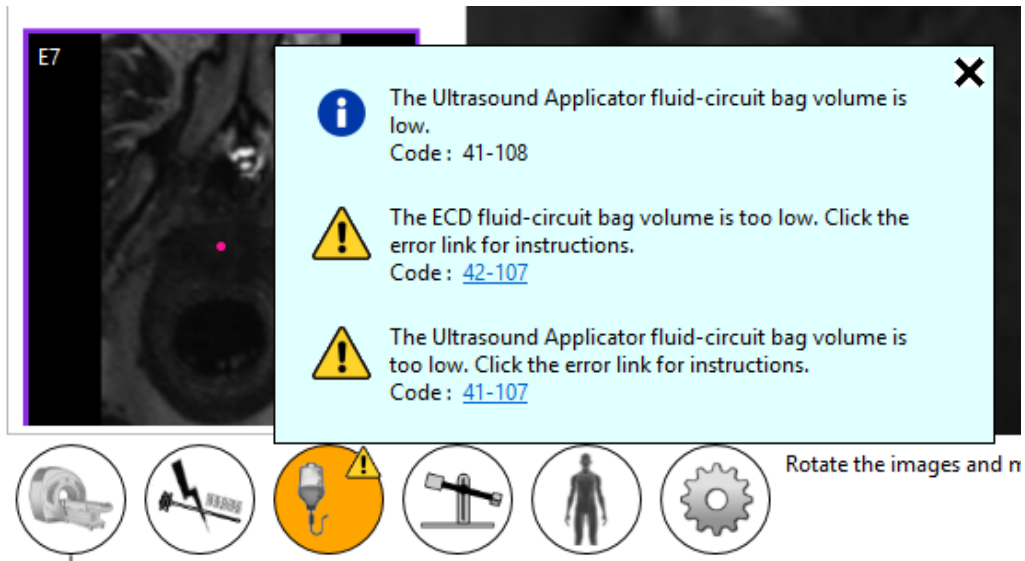 E7
The Ultrasound Applicator fluid-circuit bag volume is
low.
Code : 41-108
The ECD fluid-circuit bag volume is too low. Click the
error link for instructions.
Code : 42-107
The Ultrasound Applicator fluid-circuit bag volume is
too low. Click the error link for instructions.
Code : 41-107
Rotate the images and m